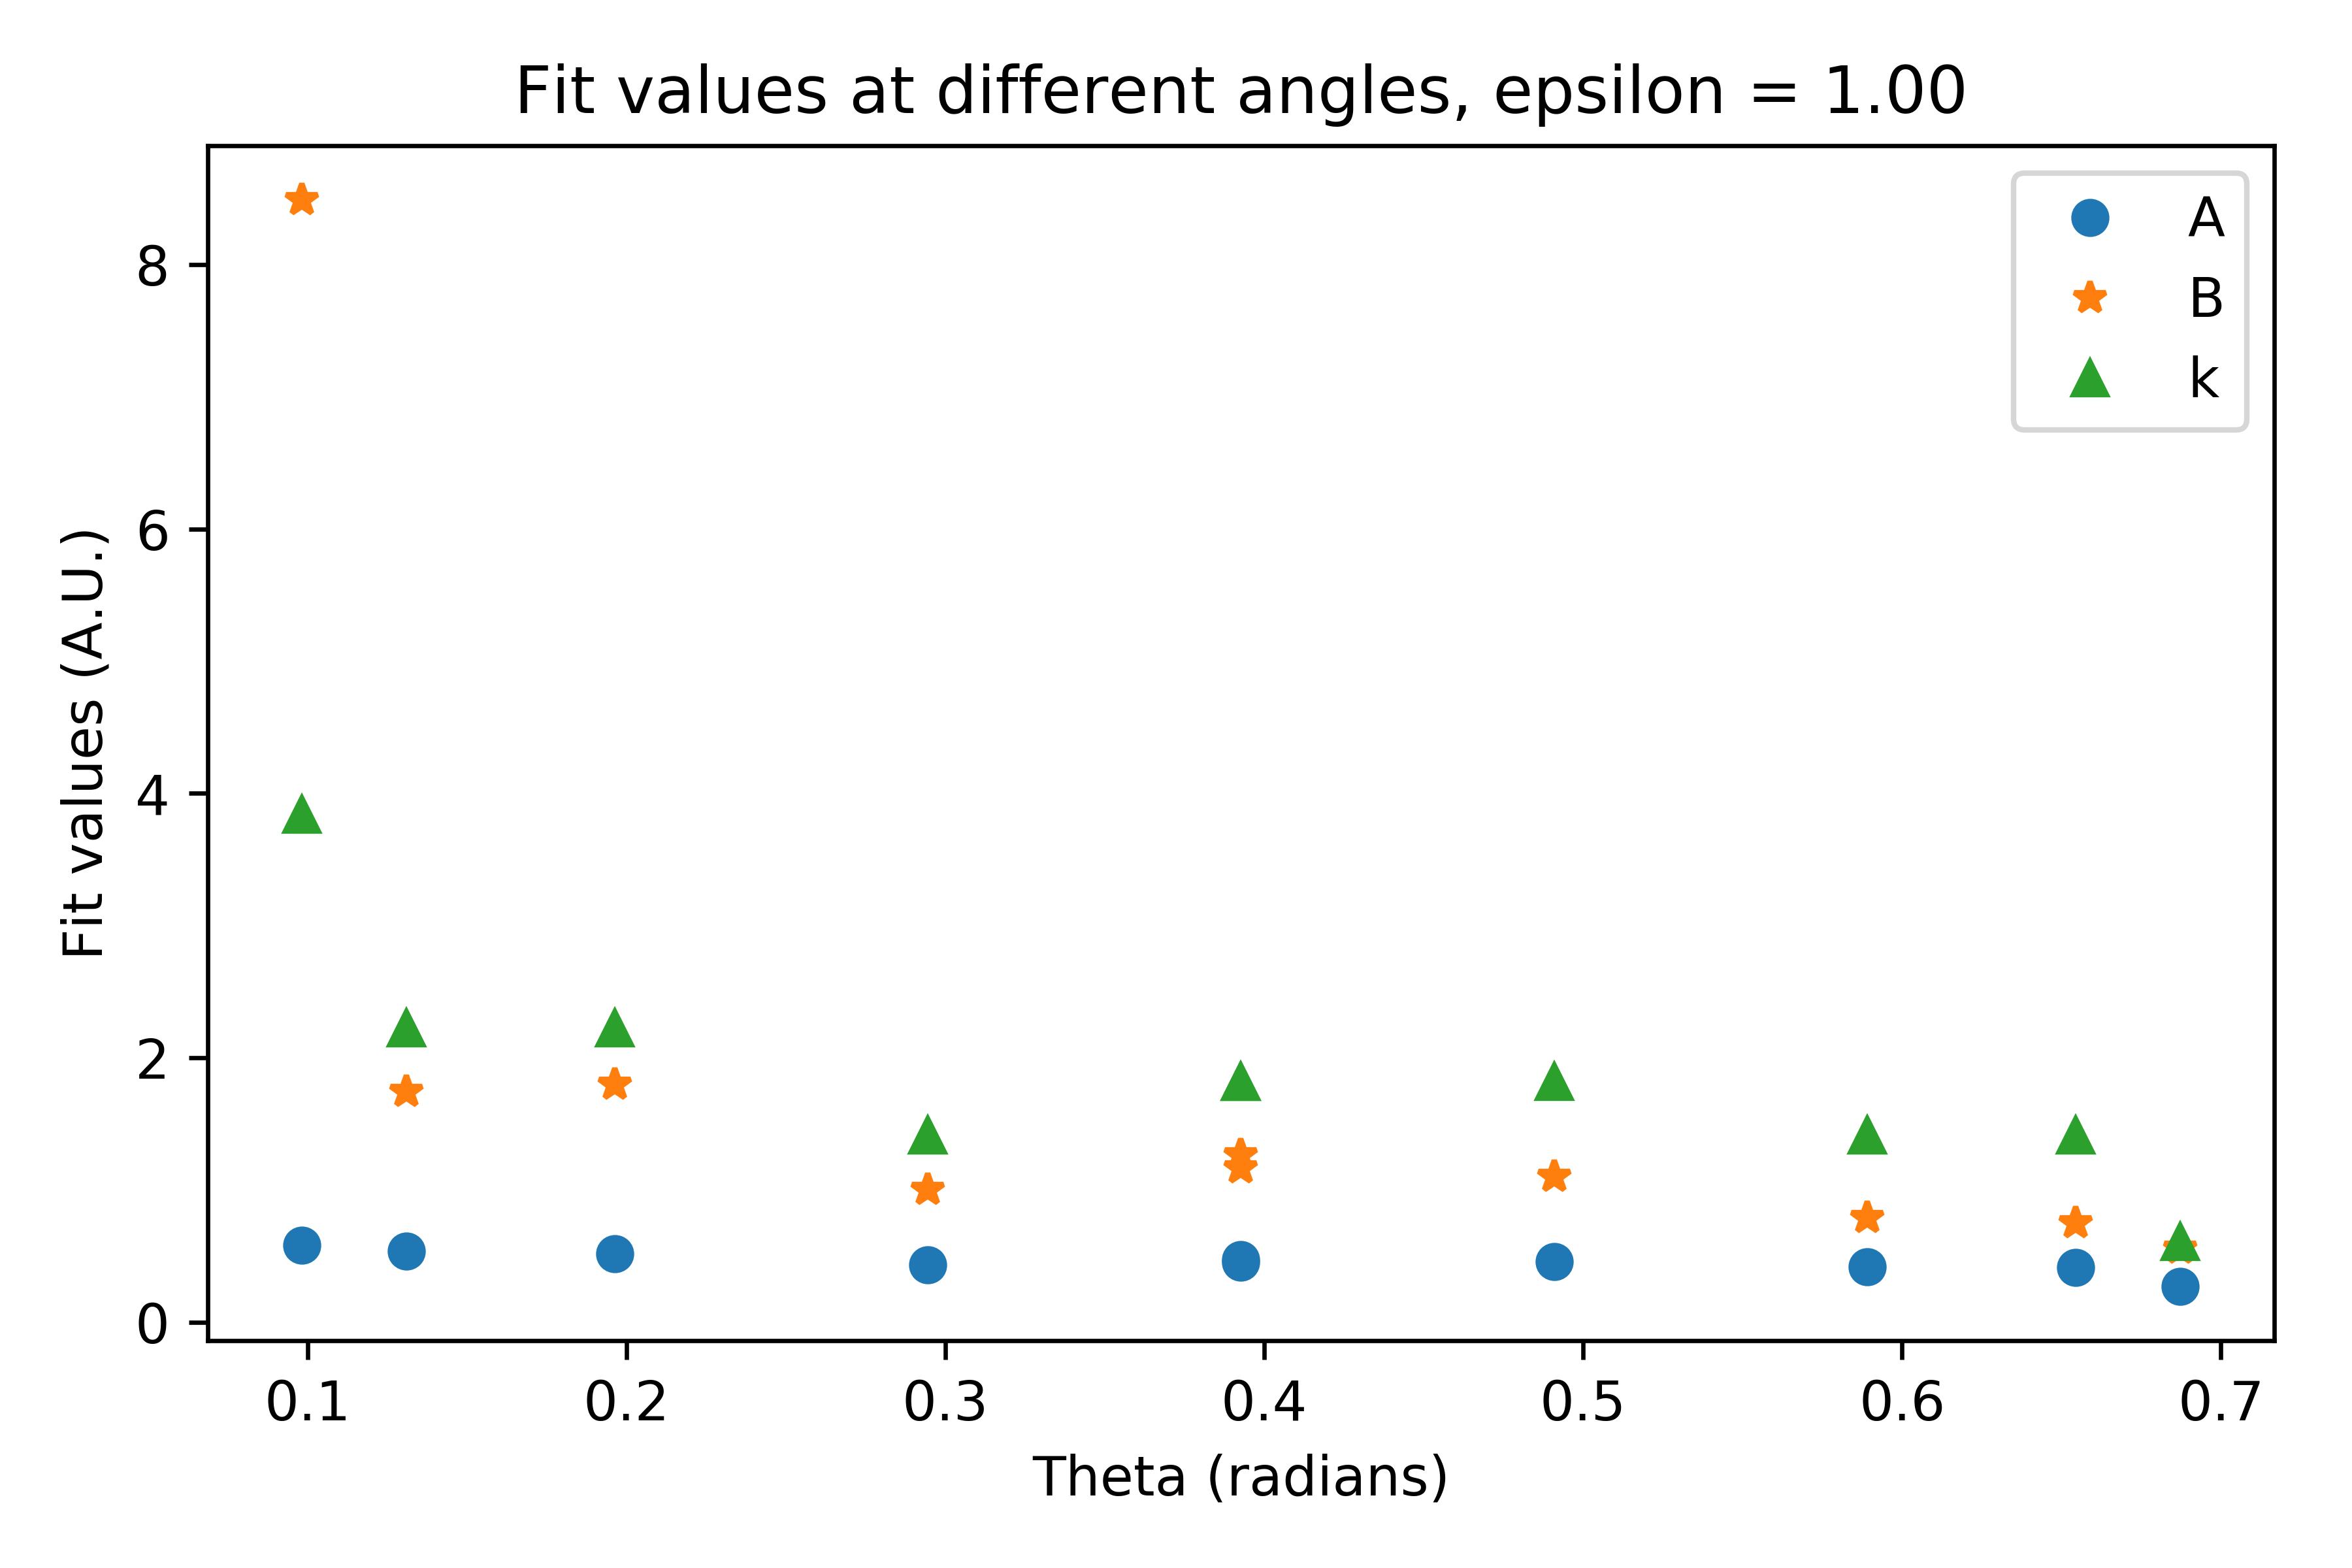 Fit values at different angles, epsilon = 1.00
A
B
k
8
6
4
2
0
Fit values (A.U.)
0.1 0.2 0.3 0.4 0.5 0.6 0.7
Theta (radians)